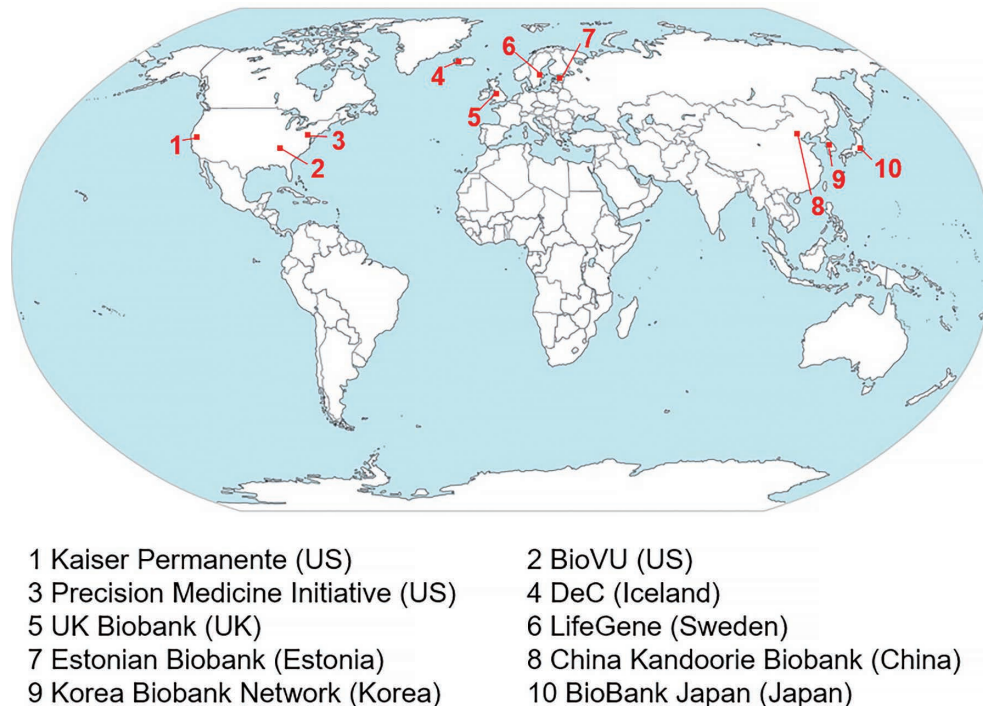 6
7
4
5
1
3
2
9
10
8
1 Kaiser Permanente (US)
2 BioVU (US)
3 Precision Medicine Initiative (US)
4 DeC (Iceland)
5 UK Biobank (UK)
6 LifeGene (Sweden)
7 Estonian Biobank (Estonia)
8 China Kandoorie Biobank (China)
9 Korea Biobank Network (Korea)
10 BioBank Japan (Japan)